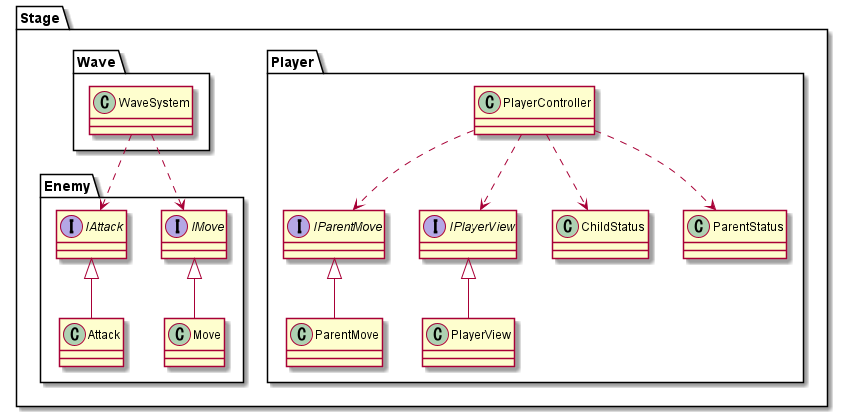 Stage
Wave
C WaveSystem
Enemy
I IAttack
I IMove
C Attack
C Move
Player
C PlayerController
I IParentMove
I IPlayerView
C ChildStatus
C ParentStatus
C ParentMove
C PlayerView